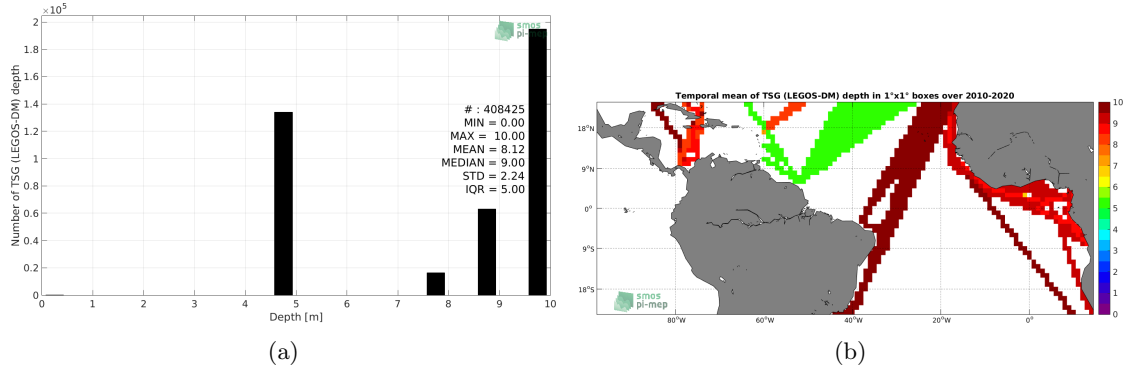 ×10⁵
2
1.8
1.6
1.4
1.2
1
0.8
0.6
0.4
0.2
0
Number of TSG (LEGOS-DM) depth
smos
pi-mep
# : 408425
MIN = 0.00
MAX = 10.00
MEAN = 8.12
MEDIAN = 9.00
STD = 2.24
IQR = 5.00
0 1 2 3 4 5 6 7 8 9 10
Depth [m]
(a)
Temporal mean of TSG (LEGOS-DM) depth in 1°x1° boxes over 2010-2020
18°N
9°N
0°
9°S
18°S
smos
pi-mep
80°W 60°W 40°W 20°W 0°
10
9
8
7
6
5
4
3
2
1
0
(b)